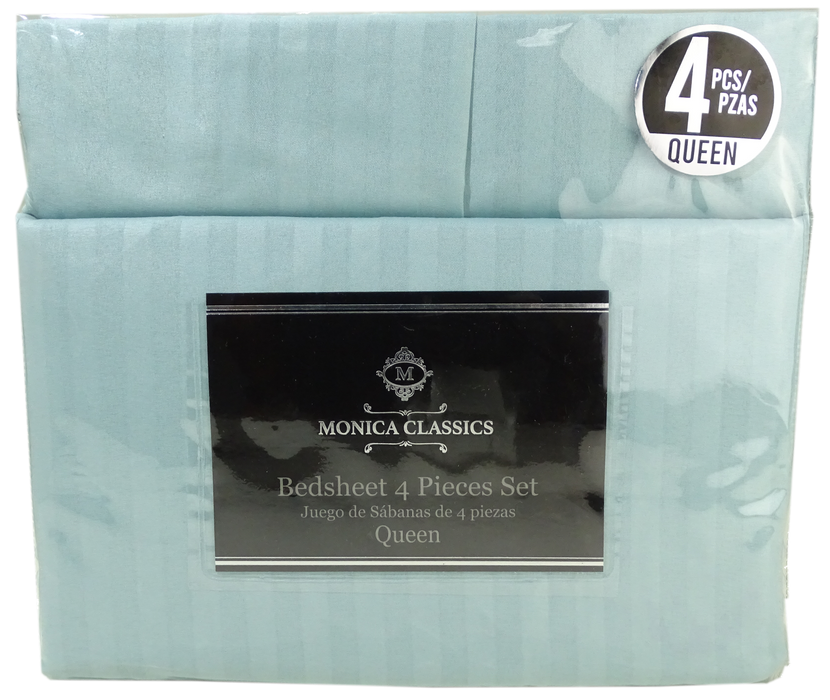 4 PCS/
PZAS
QUEEN
M
MONICA CLASSICS
Bedsheet 4 Pieces Set
Juego de Sábanas de 4 piezas
Queen